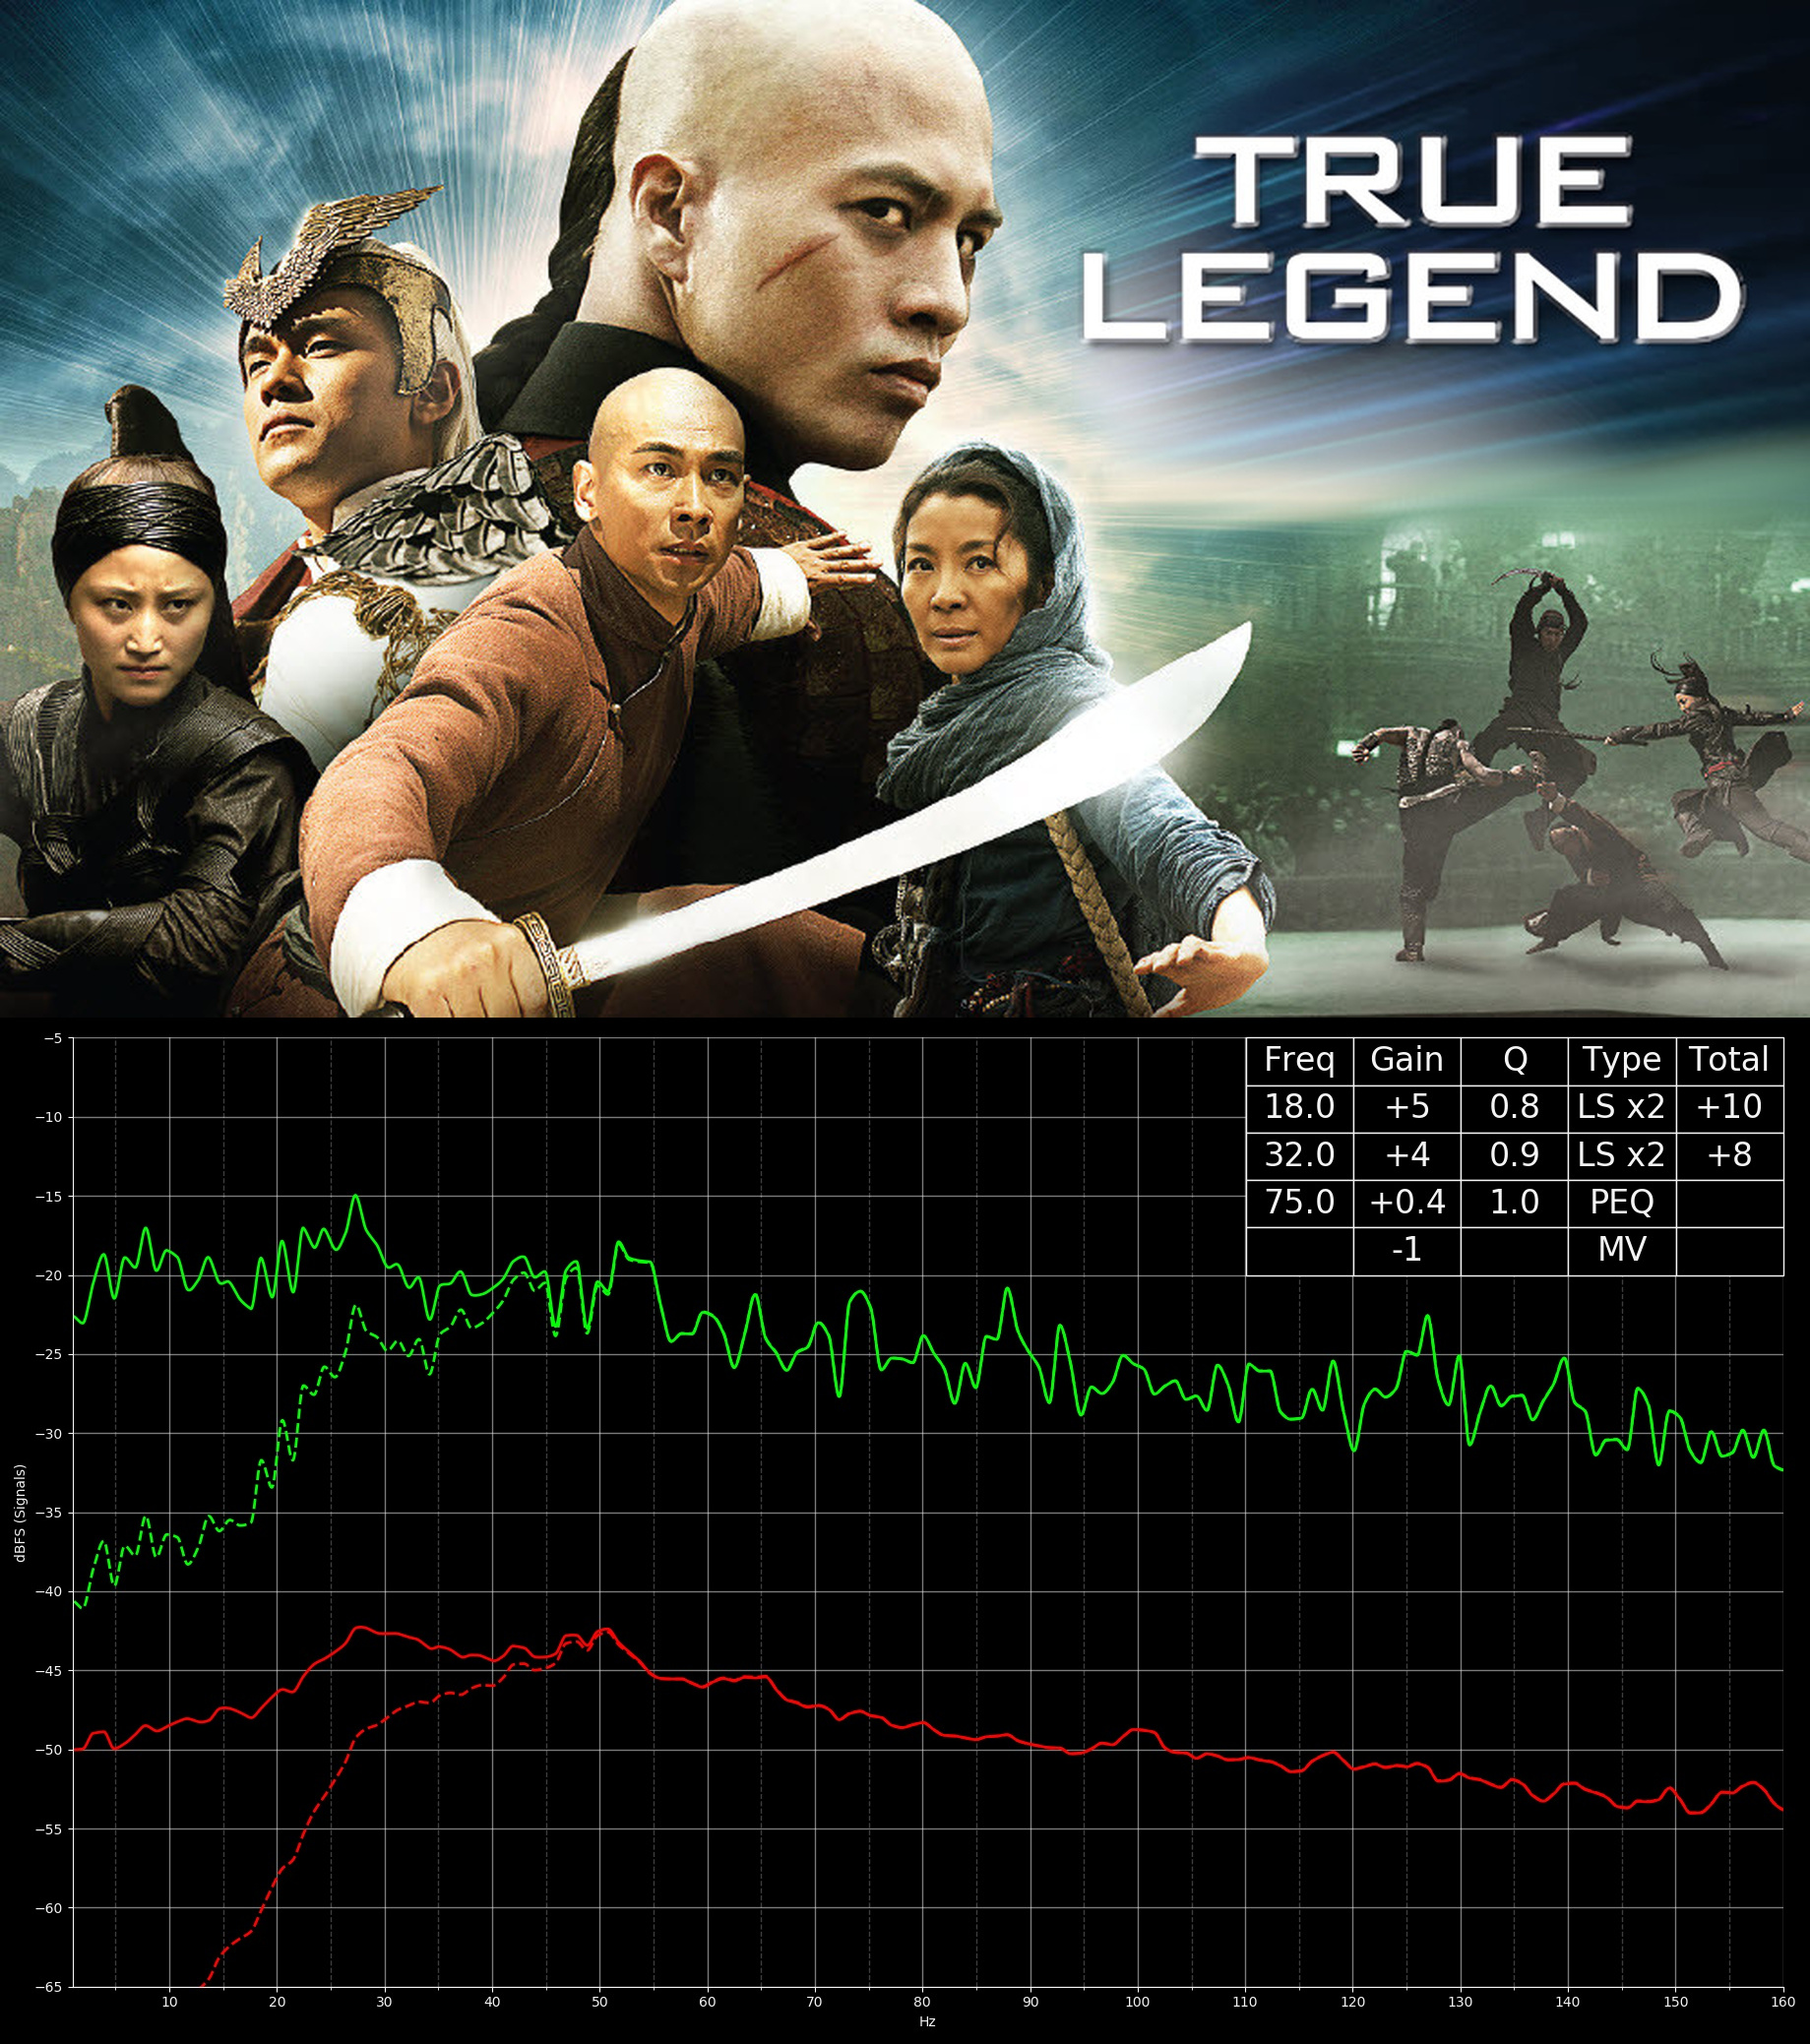 TRUE
LEGEND
Freq Gain Q Type Total
18.0 +5 0.8 LS x2 +10
32.0 +4 0.9 LS x2 +8
75.0 +0.4 1.0 PEQ
-1 MV
−5
−10
−15
−20
−25
−30
−35
−40
−45
−50
−55
−60
−65
dBFS (Signals)
10 20 30 40 50 60 70 80 90 100 110 120 130 140 150 160
Hz